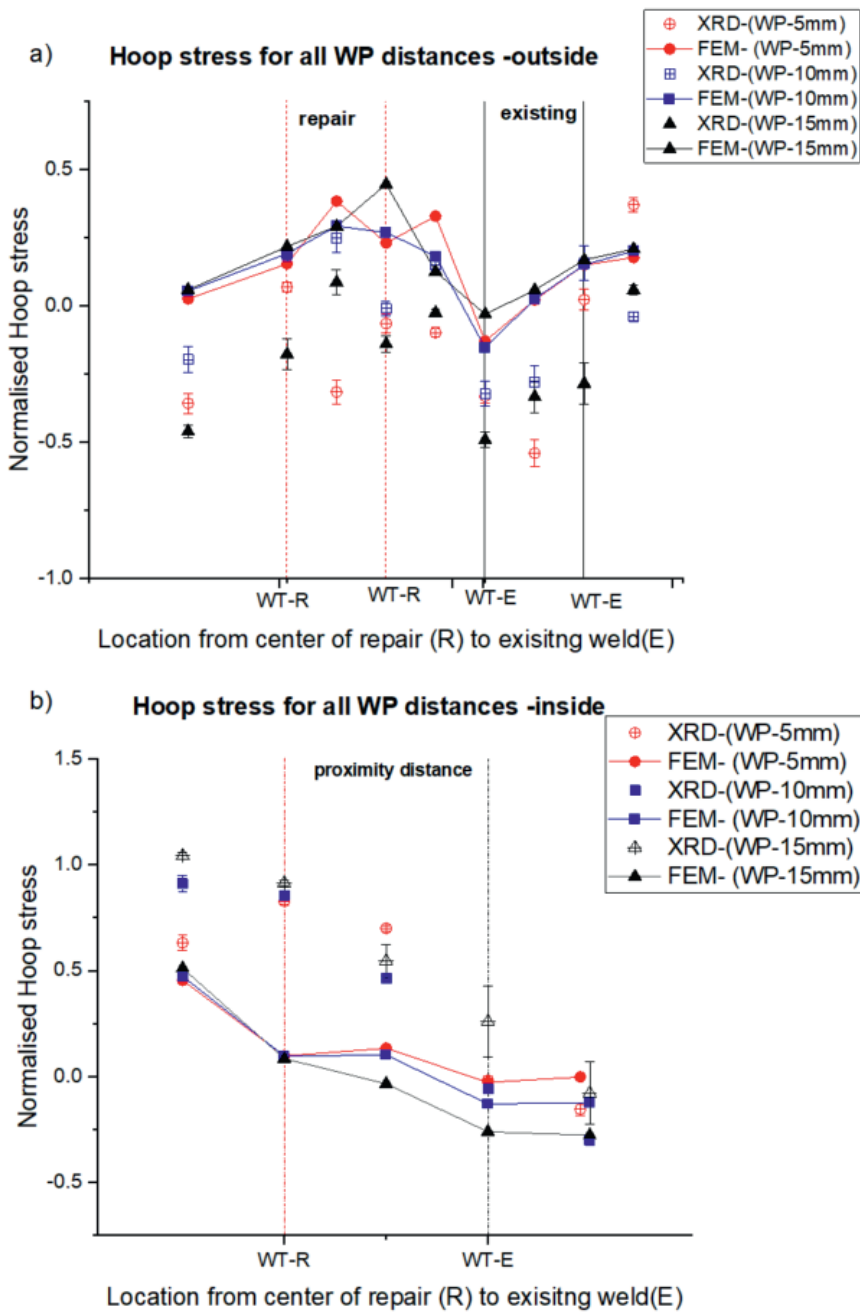 a)
Hoop stress for all WP distances -outside
XRD-(WP-5mm)
FEM- (WP-5mm)
XRD-(WP-10mm)
FEM-(WP-10mm)
XRD-(WP-15mm)
FEM-(WP-15mm)
repair
existing
Normalised Hoop stress
0.5
0.0
-0.5
-1.0
WT-R
WT-R
WT-E
WT-E
Location from center of repair (R) to exisitng weld(E)
b)
Hoop stress for all WP distances -inside
XRD-(WP-5mm)
FEM- (WP-5mm)
XRD-(WP-10mm)
FEM- (WP-10mm)
XRD-(WP-15mm)
FEM- (WP-15mm)
proximity distance
Normalised Hoop stress
1.5
1.0
0.5
0.0
-0.5
WT-R
WT-E
Location from center of repair (R) to exisitng weld(E)